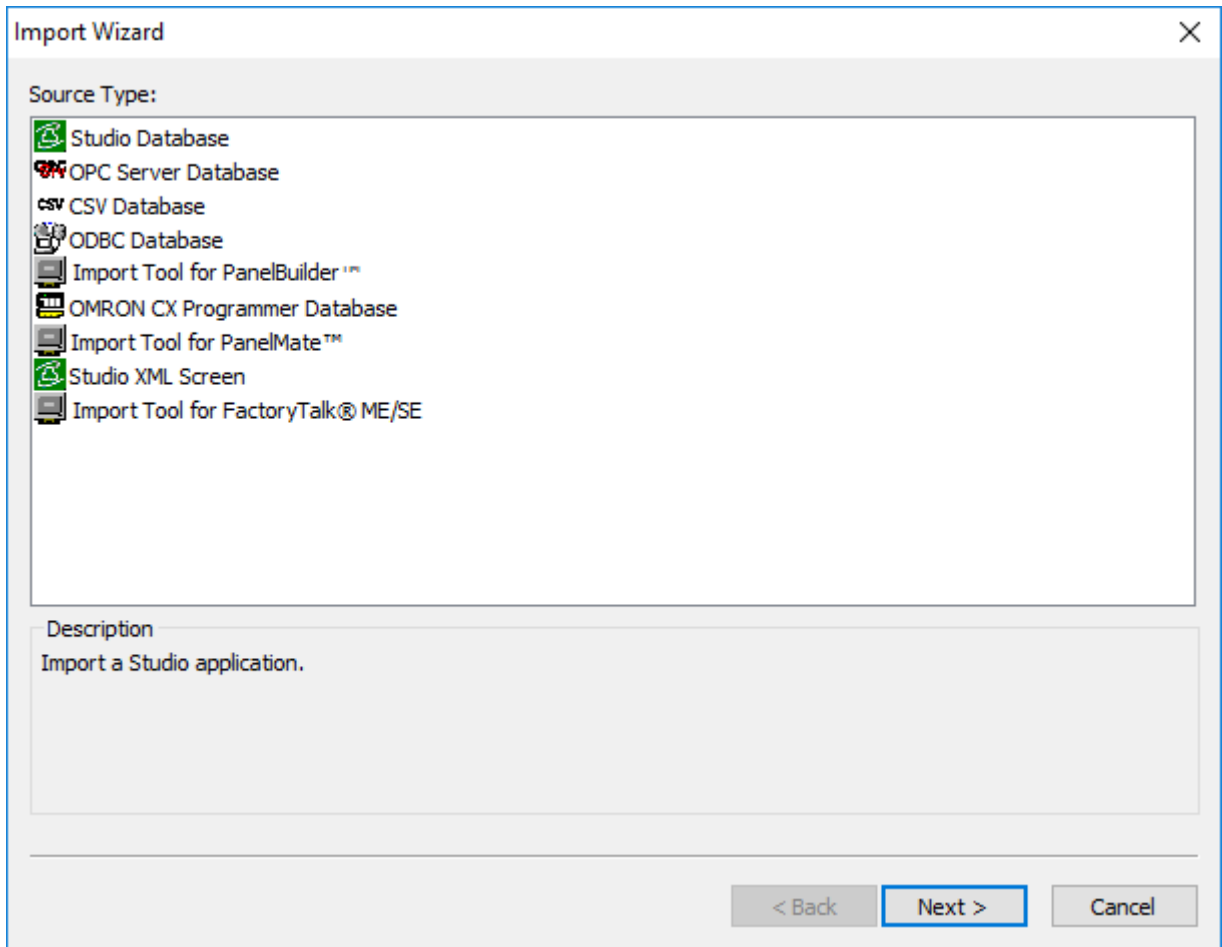 Import Wizard
Source Type:
Studio Database
OPC Server Database
CSV CSV Database
ODBC Database
Import Tool for PanelBuilder™
OMRON CX Programmer Database
Import Tool for PanelMate™
Studio XML Screen
Import Tool for FactoryTalk® ME/SE
Description
Import a Studio application.
< Back Next > Cancel